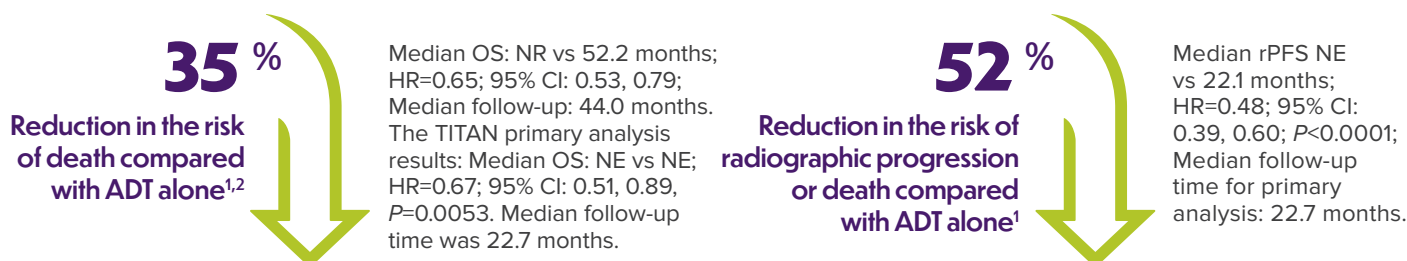 35 %
Reduction in the risk
of death compared
with ADT alone1,2
Median OS: NR vs 52.2 months;
HR=0.65; 95% CI: 0.53, 0.79;
Median follow-up: 44.0 months.
The TITAN primary analysis
results: Median OS: NE vs NE;
HR=0.67; 95% CI: 0.51, 0.89,
P=0.0053. Median follow-up
time was 22.7 months.
52 %
Reduction in the risk of
radiographic progression
or death compared
with ADT alone1
Median rPFS NE
vs 22.1 months;
HR=0.48; 95% CI:
0.39, 0.60; P<0.0001;
Median follow-up
time for primary
analysis: 22.7 months.